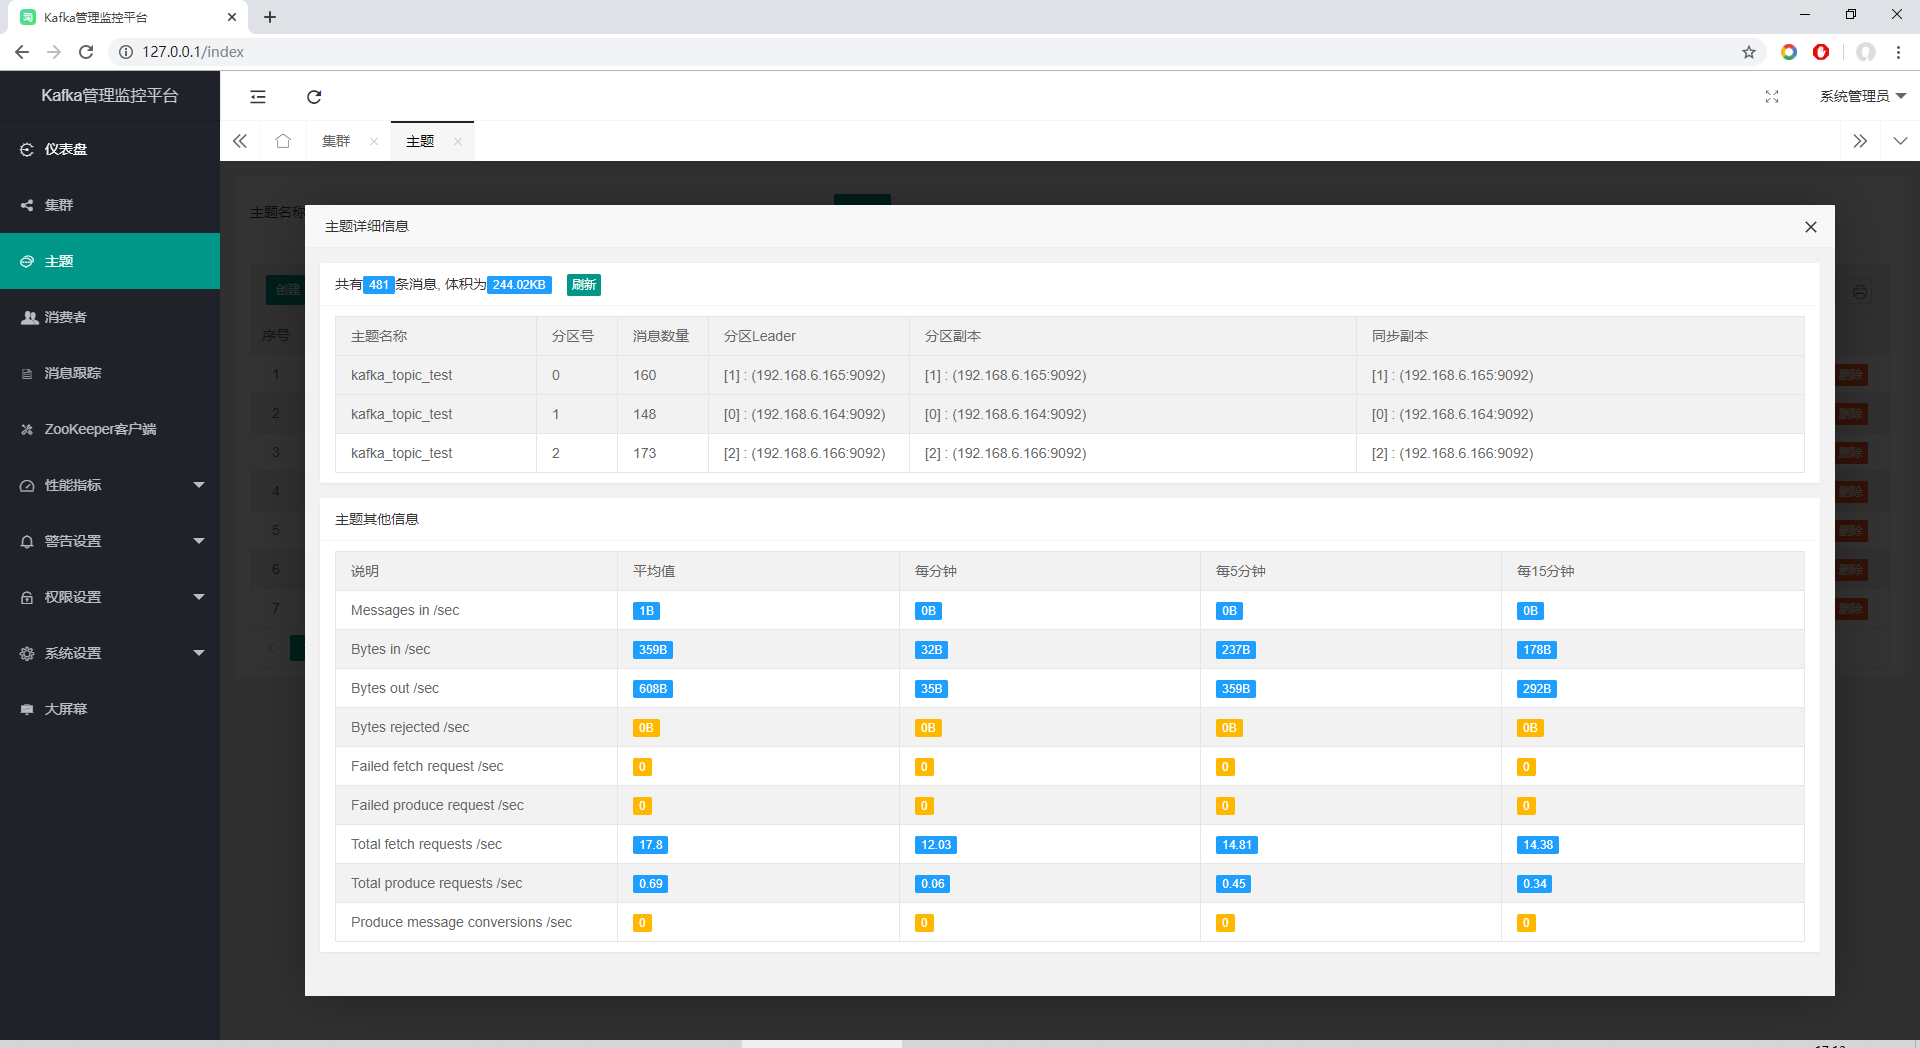 Kafka管理监控平台
127.0.0.1/index
Kafka管理监控平台
系统管理员
集群
主题
仪表盘
集群
主题
消费者
消息跟踪
ZooKeeper客户端
性能指标
警告设置
权限设置
系统设置
大屏幕
主题名称
创建
序号
1
2
3
4
5
6
7
删除
删除
删除
删除
删除
删除
删除
主题详细信息
共有 481 条消息, 体积为 244.02KB 刷新
主题名称 分区号 消息数量 分区Leader 分区副本 同步副本
kafka_topic_test 0 160 [1] : (192.168.6.165:9092) [1] : (192.168.6.165:9092) [1] : (192.168.6.165:9092)
kafka_topic_test 1 148 [0] : (192.168.6.164:9092) [0] : (192.168.6.164:9092) [0] : (192.168.6.164:9092)
kafka_topic_test 2 173 [2] : (192.168.6.166:9092) [2] : (192.168.6.166:9092) [2] : (192.168.6.166:9092)
主题其他信息
说明 平均值 每分钟 每5分钟 每15分钟
Messages in /sec 1B 0B 0B 0B
Bytes in /sec 359B 32B 237B 178B
Bytes out /sec 608B 35B 359B 292B
Bytes rejected /sec 0B 0B 0B 0B
Failed fetch request /sec 0 0 0 0
Failed produce request /sec 0 0 0 0
Total fetch requests /sec 17.8 12.03 14.81 14.38
Total produce requests /sec 0.69 0.06 0.45 0.34
Produce message conversions /sec 0 0 0 0